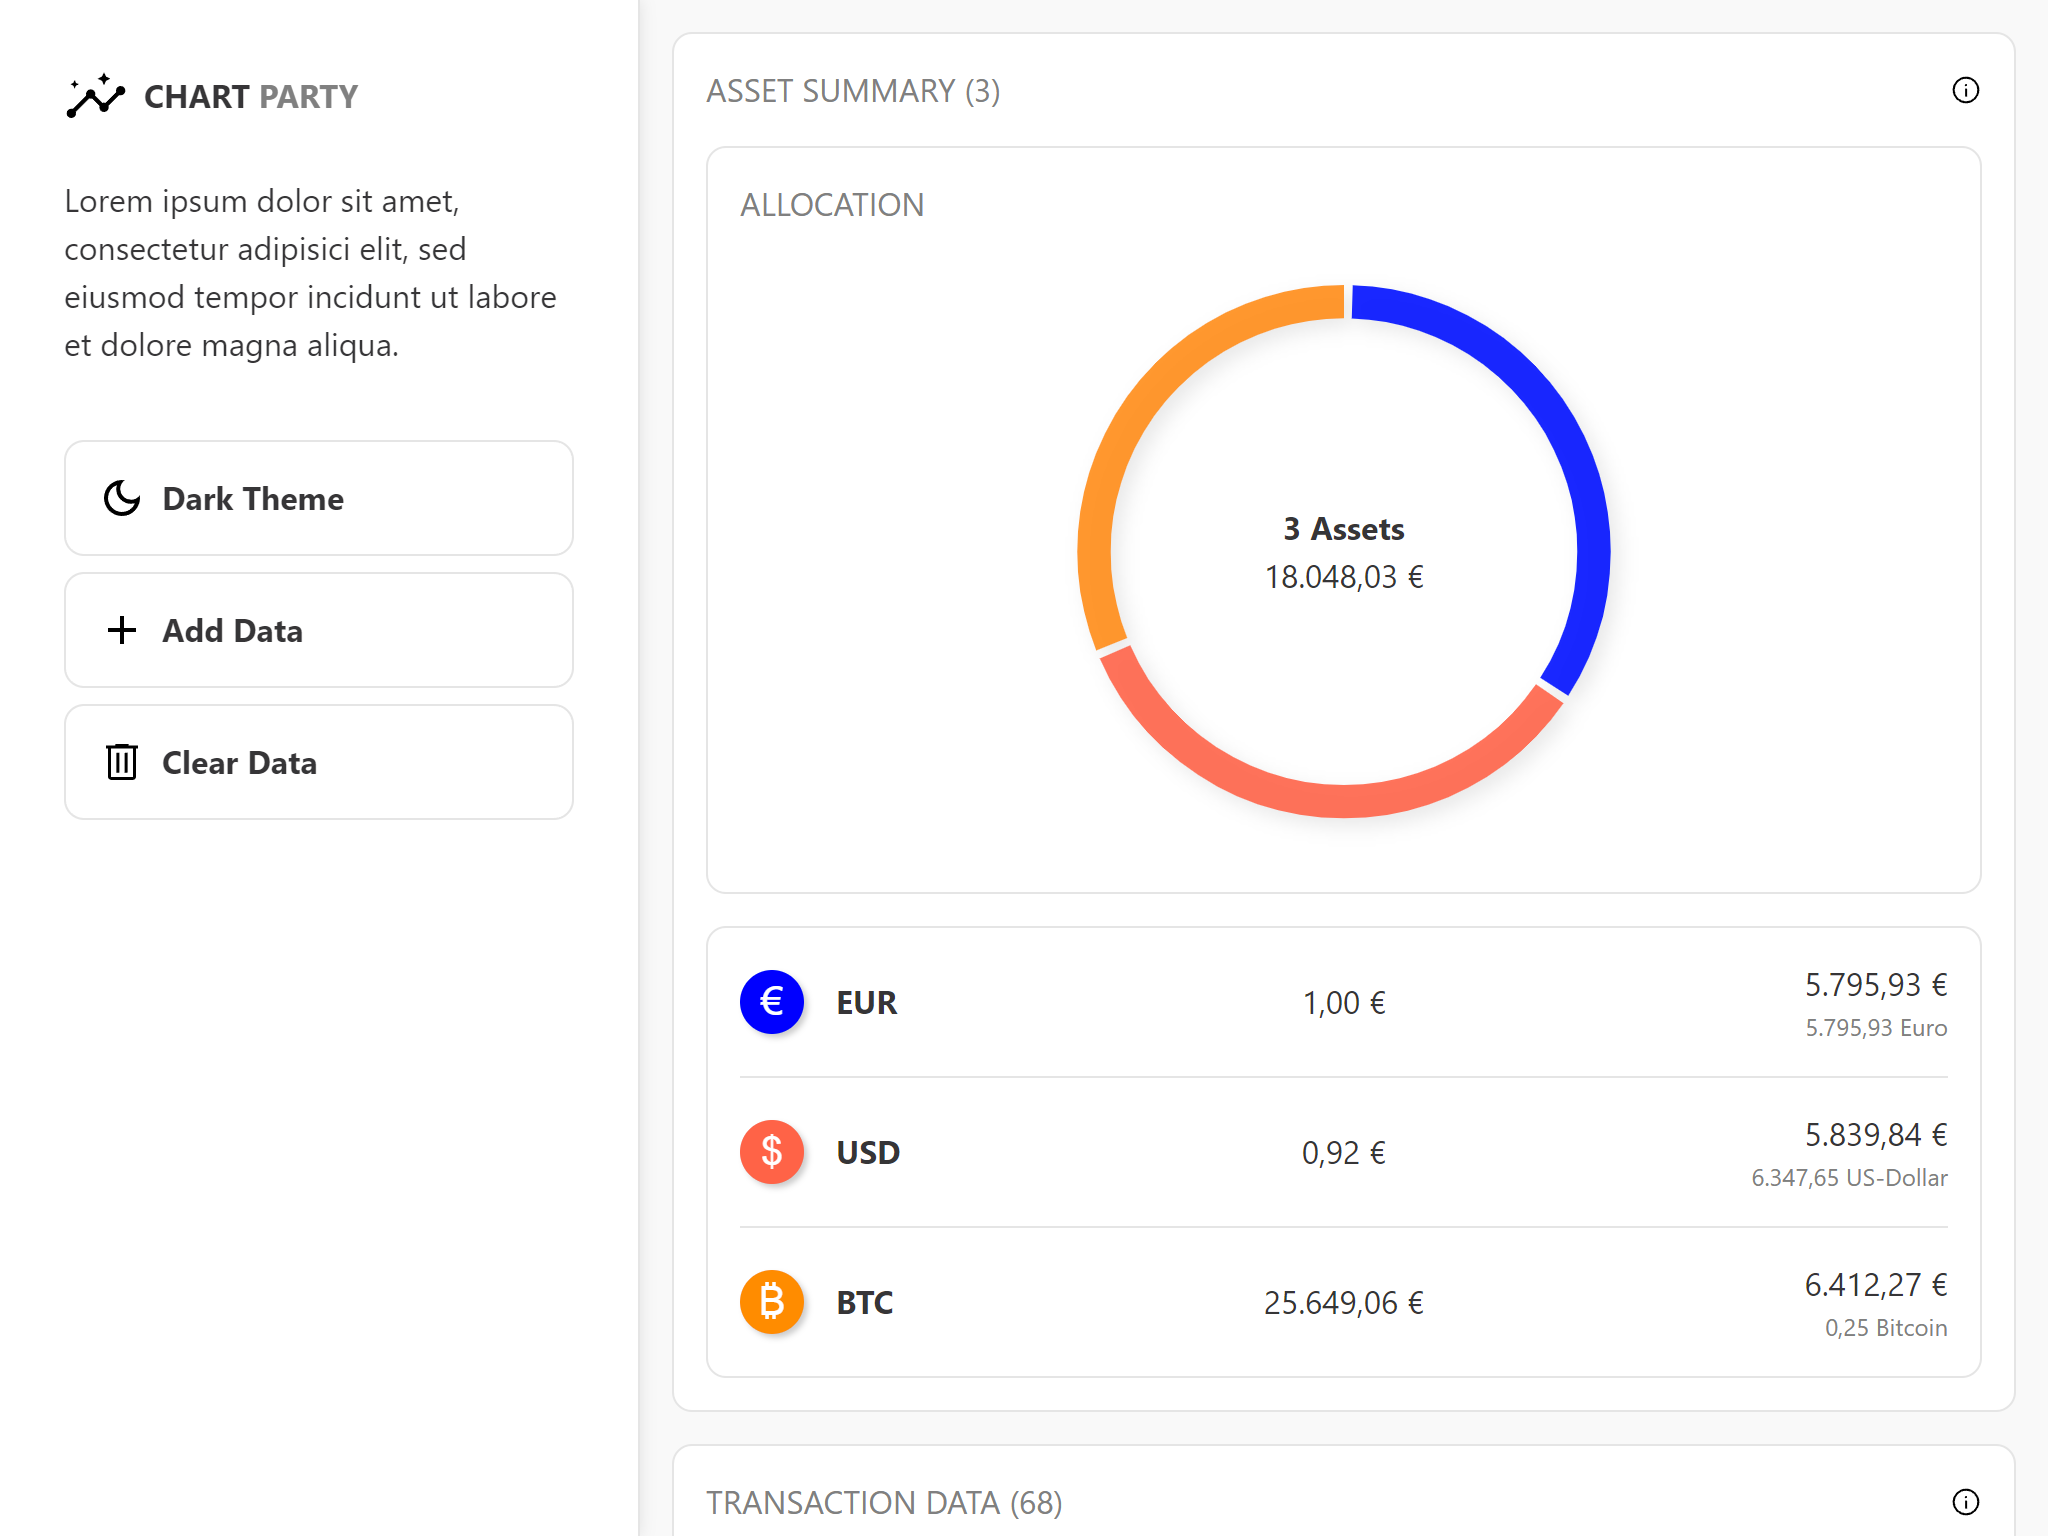 CHART PARTY
Lorem ipsum dolor sit amet,
consectetur adipisici elit, sed
eiusmod tempor incidunt ut labore
et dolore magna aliqua.
Dark Theme
Add Data
Clear Data
ASSET SUMMARY (3)
ALLOCATION
3 Assets
18.048,03 €
€ EUR 1,00 € 5.795,93 €
5.795,93 Euro
$ USD 0,92 € 5.839,84 €
6.347,65 US-Dollar
₿ BTC 25.649,06 € 6.412,27 €
0,25 Bitcoin
TRANSACTION DATA (68)